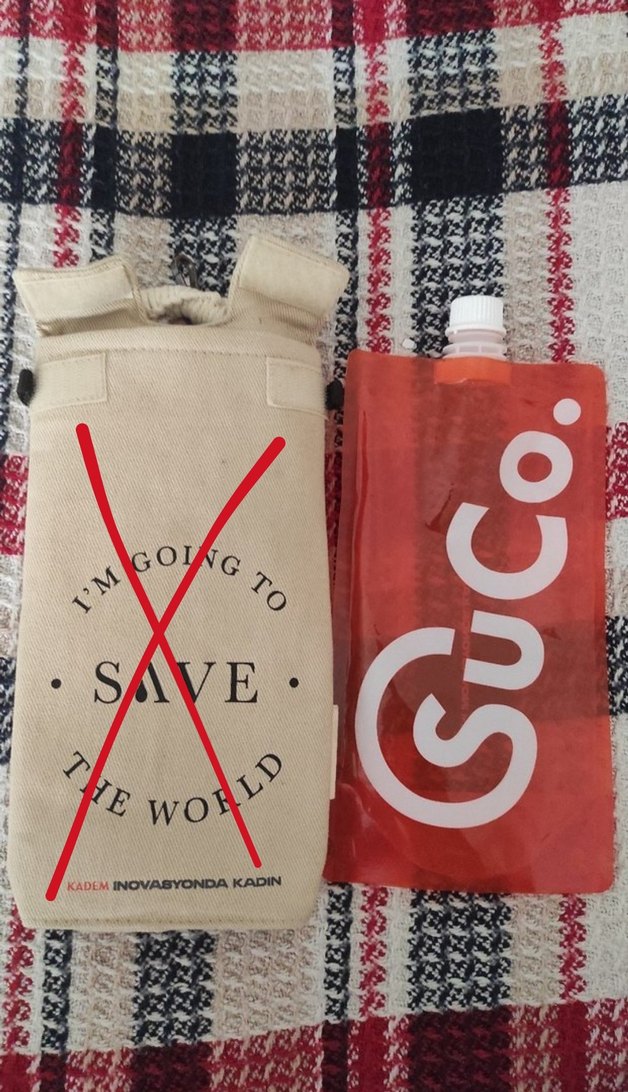 I'M GOING TO
• SAVE •
THE WORLD
KADEM INOVASYONDA KADIN
SuCo.